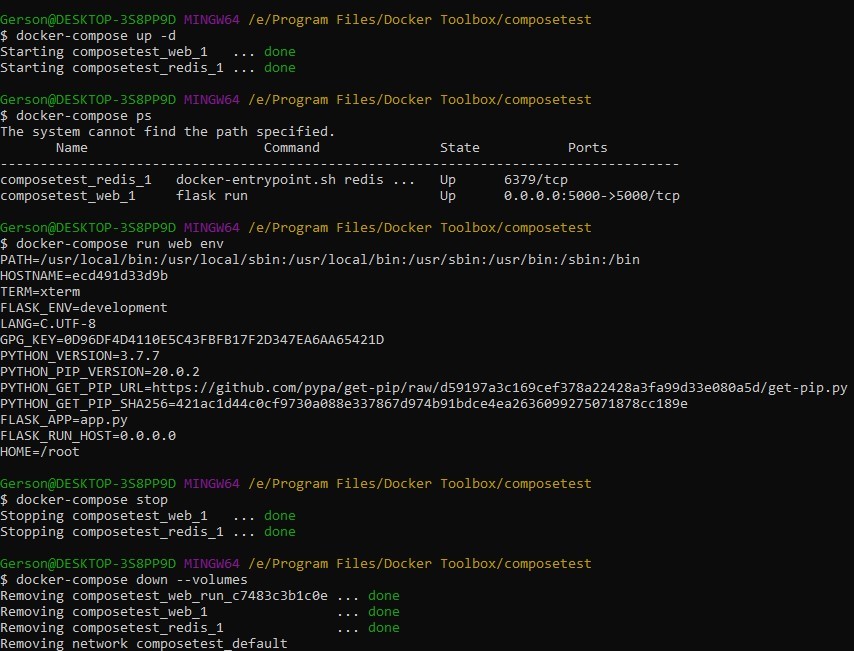 Gerson@DESKTOP-3S8PP9D MINGW64 /e/Program Files/Docker Toolbox/composetest
$ docker-compose up -d
Starting composetest_web_1   ... done
Starting composetest_redis_1 ... done

Gerson@DESKTOP-3S8PP9D MINGW64 /e/Program Files/Docker Toolbox/composetest
$ docker-compose ps
The system cannot find the path specified.
       Name                      Command               State           Ports
-------------------------------------------------------------------------------------
composetest_redis_1   docker-entrypoint.sh redis ...   Up      6379/tcp
composetest_web_1     flask run                        Up      0.0.0.0:5000->5000/tcp

Gerson@DESKTOP-3S8PP9D MINGW64 /e/Program Files/Docker Toolbox/composetest
$ docker-compose run web env
PATH=/usr/local/bin:/usr/local/sbin:/usr/local/bin:/usr/sbin:/usr/bin:/sbin:/bin
HOSTNAME=ecd491d33d9b
TERM=xterm
FLASK_ENV=development
LANG=C.UTF-8
GPG_KEY=0D96DF4D4110E5C43FBFB17F2D347EA6AA65421D
PYTHON_VERSION=3.7.7
PYTHON_PIP_VERSION=20.0.2
PYTHON_GET_PIP_URL=https://github.com/pypa/get-pip/raw/d59197a3c169cef378a22428a3fa99d33e080a5d/get-pip.py
PYTHON_GET_PIP_SHA256=421ac1d44c0cf9730a088e337867d974b91bdce4ea2636099275071878cc189e
FLASK_APP=app.py
FLASK_RUN_HOST=0.0.0.0
HOME=/root

Gerson@DESKTOP-3S8PP9D MINGW64 /e/Program Files/Docker Toolbox/composetest
$ docker-compose stop
Stopping composetest_web_1   ... done
Stopping composetest_redis_1 ... done

Gerson@DESKTOP-3S8PP9D MINGW64 /e/Program Files/Docker Toolbox/composetest
$ docker-compose down --volumes
Removing composetest_web_run_c7483c3b1c0e ... done
Removing composetest_web_1                ... done
Removing composetest_redis_1              ... done
Removing network composetest_default